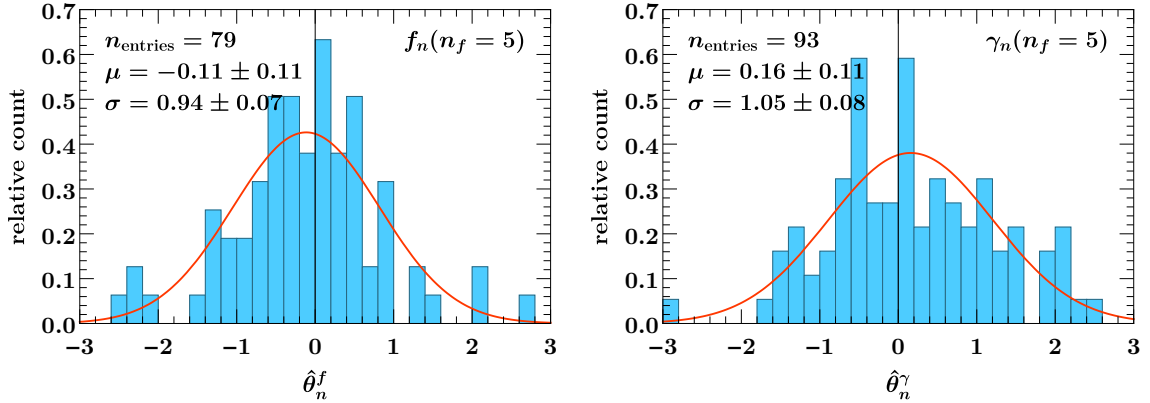 n_entries = 79
f_n(n_f = 5)
μ = −0.11 ± 0.11
σ = 0.94 ± 0.07
relative count
0.7
0.6
0.5
0.4
0.3
0.2
0.1
0.0
−3 −2 −1 0 1 2 3
θ̂_n^f
n_entries = 93
γ_n(n_f = 5)
μ = 0.16 ± 0.11
σ = 1.05 ± 0.08
relative count
0.7
0.6
0.5
0.4
0.3
0.2
0.1
0.0
−3 −2 −1 0 1 2 3
θ̂_n^γ